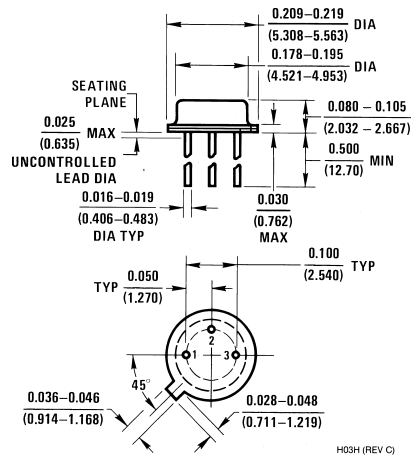 0.209–0.219 DIA
(5.308–5.563)
0.178–0.195 DIA
(4.521–4.953)
SEATING
PLANE
0.080 – 0.105
(2.032 – 2.667)
0.025 MAX
(0.635)
0.500 MIN
(12.70)
UNCONTROLLED
LEAD DIA
0.016–0.019
(0.406–0.483)
DIA TYP
0.030
(0.762)
MAX
0.100 TYP
(2.540)
TYP 0.050
(1.270)
2
1
3
45°
0.036–0.046
(0.914–1.168)
0.028–0.048
(0.711–1.219)
H03H (REV C)